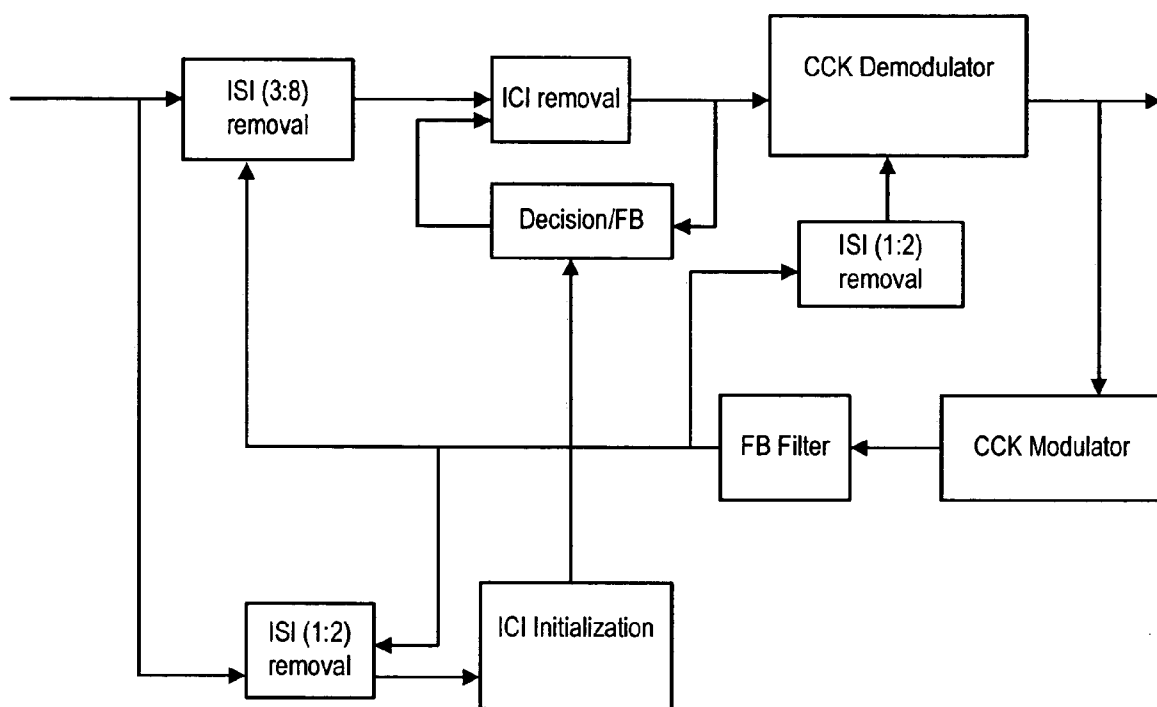 ISI (3:8)
removal
ICI removal
CCK Demodulator
Decision/FB
ISI (1:2)
removal
FB Filter
CCK Modulator
ISI (1:2)
removal
ICI Initialization